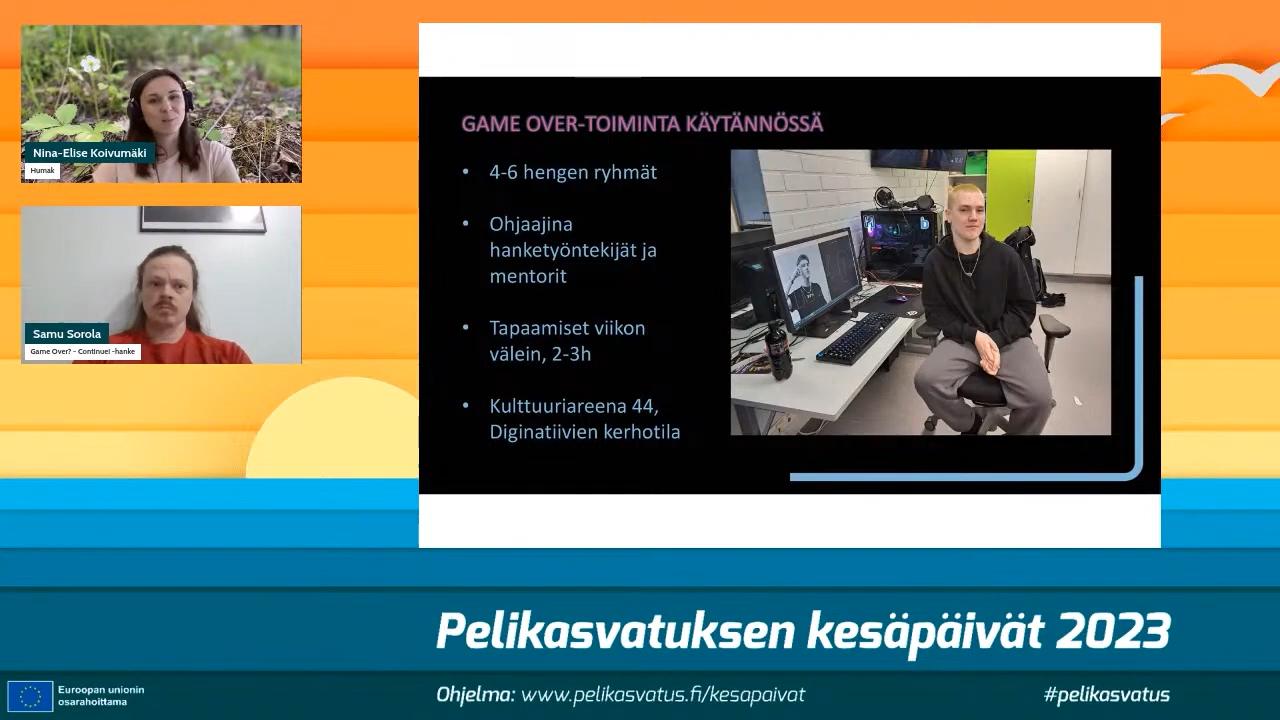 Nina-Elise Koivumäki
Humak
Samu Sorola
Game Over? - Continue! -hanke
GAME OVER-TOIMINTA KÄYTÄNNÖSSÄ
• 4-6 hengen ryhmät
• Ohjaajina
hanketyöntekijät ja
mentorit
• Tapaamiset viikon
välein, 2-3h
• Kulttuuriareena 44,
Diginatiivien kerhotila
Pelikasvatuksen kesäpäivät 2023
Euroopan unionin
osarahoittama
Ohjelma: www.pelikasvatus.fi/kesapaivat
#pelikasvatus